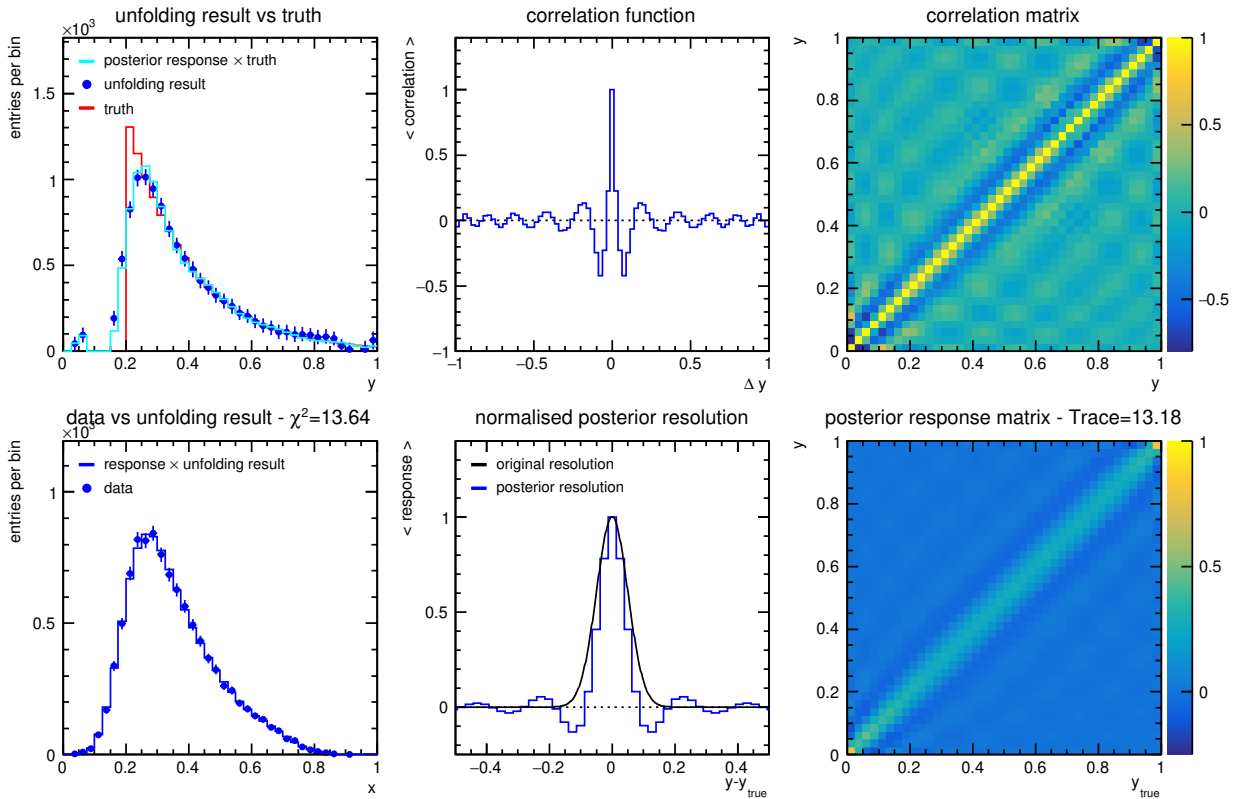 unfolding result vs truth
×10³
entries per bin
1.5
1
0.5
0
posterior response × truth
unfolding result
truth
0 0.2 0.4 0.6 0.8 1
y
correlation function
< correlation >
1
0.5
0
−0.5
−1
−1 −0.5 0 0.5 1
Δ y
correlation matrix
y
1
0.8
0.6
0.4
0.2
0
0 0.2 0.4 0.6 0.8 1
y
1
0.5
0
−0.5
data vs unfolding result - χ²=13.64
×10³
entries per bin
1
0.5
0
response × unfolding result
data
0 0.2 0.4 0.6 0.8 1
x
normalised posterior resolution
< response >
1
0.5
0
original resolution
posterior resolution
−0.4 −0.2 0 0.2 0.4
y-y_true
posterior response matrix - Trace=13.18
y
1
0.8
0.6
0.4
0.2
0
0 0.2 0.4 0.6 0.8 1
y_true
1
0.5
0